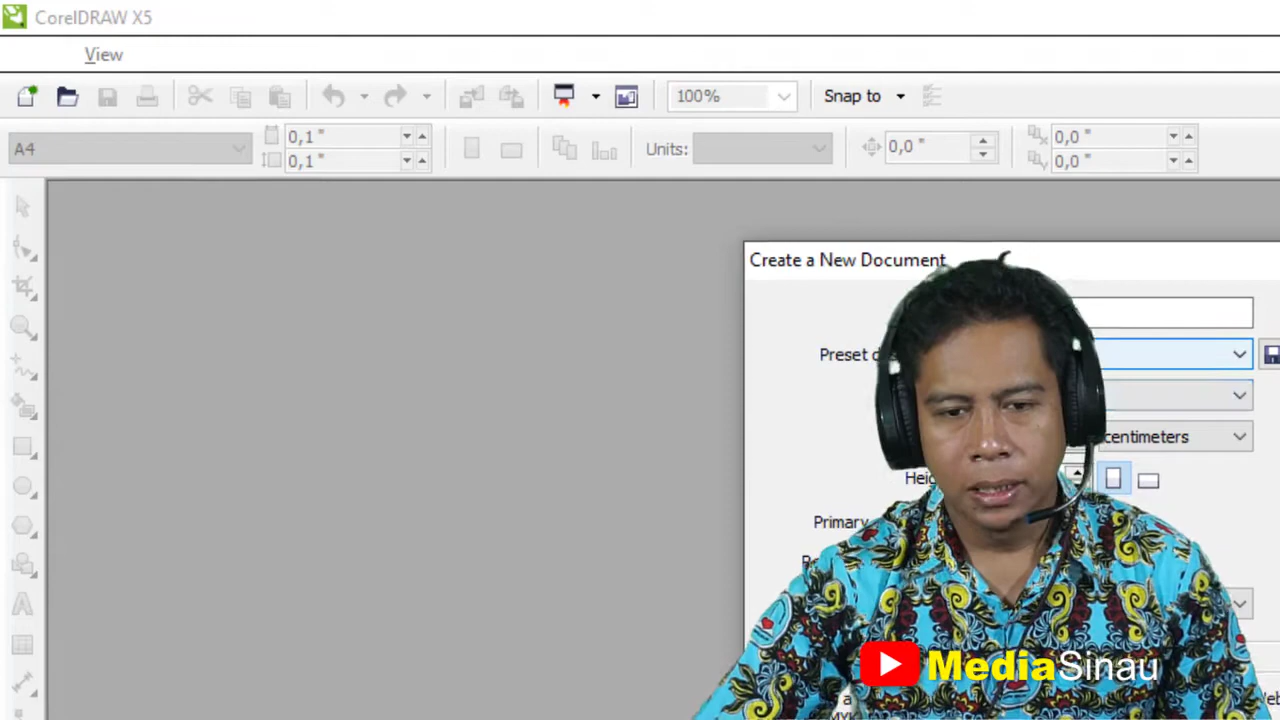 CorelDRAW X5
View
100%
Snap to
A4
0,1 "
0,1 "
Units:
0,0 "
0,0 "
0,0 "
Create a New Document
Preset
centimeters
Primary
MediaSinau